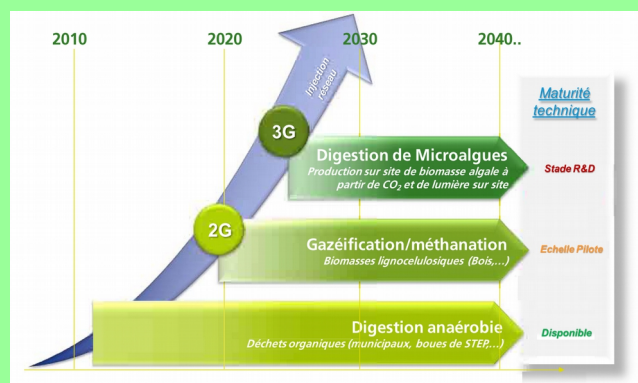 2010 2020 2030 2040..
Injection
réseau
Maturité
technique
3G
Digestion de Microalgues
Production sur site de biomasse algale à
partir de CO₂ et de lumière sur site
Stade R&D
2G
Gazéification/méthanation
Biomasses lignocelulosiques (Bois,...)
Echelle Pilote
Digestion anaérobie
Déchets organiques (municipaux, boues de STEP,...)
Disponible